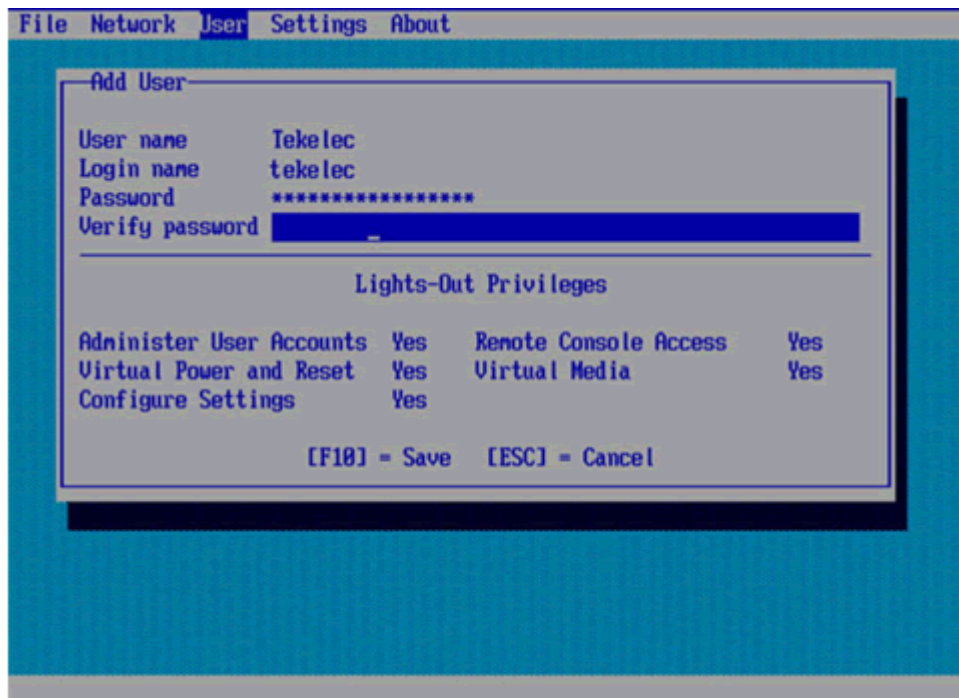 File Network User Settings About
Add User
User name Tekelec
Login name tekelec
Password *****************
Verify password _
Lights-Out Privileges
Administer User Accounts Yes Remote Console Access Yes
Virtual Power and Reset Yes Virtual Media Yes
Configure Settings Yes
[F10] = Save [ESC] = Cancel